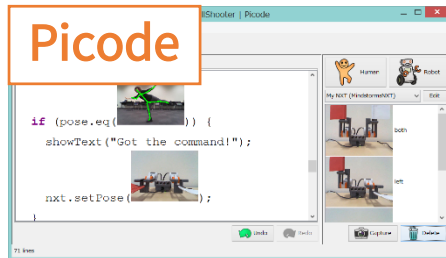 llShooter | Picode
Picode
Human
Robot
My NXT (MindstormsNXT)
Edit
if (pose.eq( )) {
showText("Got the command!");
nxt.setPose( );
}
both
left
Undo
Redo
Capture
Delete
71 lines